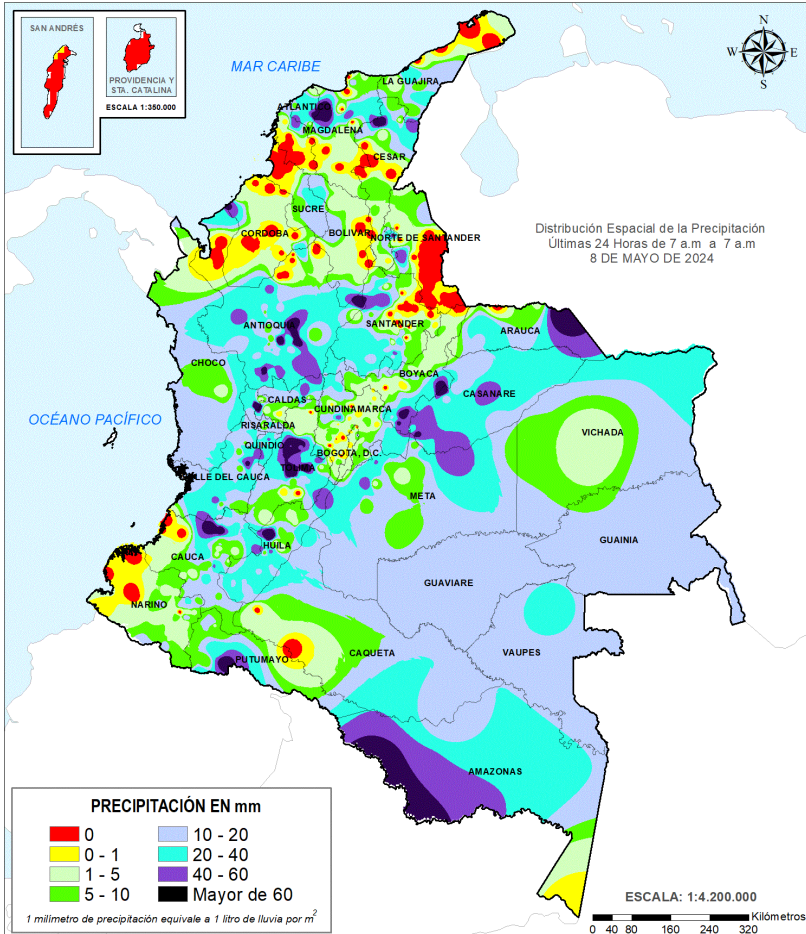 SAN ANDRÉS
PROVIDENCIA Y
STA. CATALINA
ESCALA 1:350.000
MAR CARIBE
N
W
E
S
LA GUAJIRA
ATLANTICO
MAGDALENA
CESAR
SUCRE
CORDOBA
BOLIVAR
NORTE DE SANTANDER
Distribución Espacial de la Precipitación
Últimas 24 Horas de 7 a.m a 7 a.m
8 DE MAYO DE 2024
ANTIOQUIA
SANTANDER
ARAUCA
CHOCO
BOYACA
CASANARE
CALDAS
CUNDINAMARCA
OCÉANO PACÍFICO
RISARALDA
VICHADA
QUINDIO
BOGOTA, D.C.
TOLIMA
VALLE DEL CAUCA
META
GUAINIA
HUILA
CAUCA
GUAVIARE
NARIÑO
CAQUETA
VAUPES
PUTUMAYO
AMAZONAS
PRECIPITACIÓN EN mm
0
0 - 1
1 - 5
5 - 10
10 - 20
20 - 40
40 - 60
Mayor de 60
1 milimetro de precipitación equivale a 1 litro de lluvia por m²
ESCALA: 1:4.200.000
0 40 80 160 240 320 Kilómetros